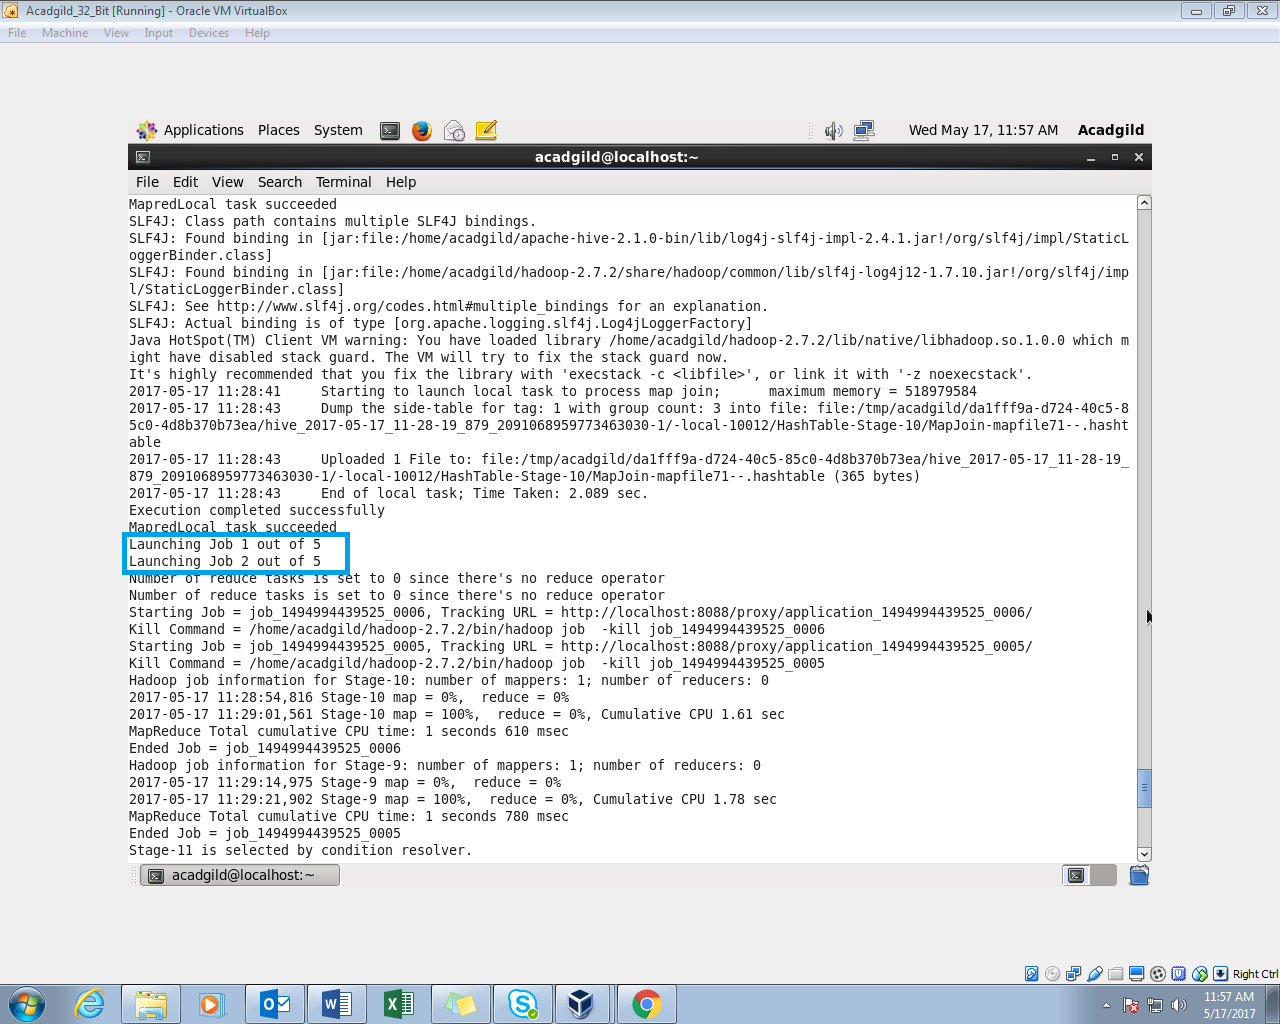 Acadgild_32_Bit [Running] - Oracle VM VirtualBox
File Machine View Input Devices Help
Applications Places System Wed May 17, 11:57 AM Acadgild
acadgild@localhost:~
File Edit View Search Terminal Help
MapredLocal task succeeded
SLF4J: Class path contains multiple SLF4J bindings.
SLF4J: Found binding in [jar:file:/home/acadgild/apache-hive-2.1.0-bin/lib/log4j-slf4j-impl-2.4.1.jar!/org/slf4j/impl/StaticL
oggerBinder.class]
SLF4J: Found binding in [jar:file:/home/acadgild/hadoop-2.7.2/share/hadoop/common/lib/slf4j-log4j12-1.7.10.jar!/org/slf4j/imp
l/StaticLoggerBinder.class]
SLF4J: See http://www.slf4j.org/codes.html#multiple_bindings for an explanation.
SLF4J: Actual binding is of type [org.apache.logging.slf4j.Log4jLoggerFactory]
Java HotSpot(TM) Client VM warning: You have loaded library /home/acadgild/hadoop-2.7.2/lib/native/libhadoop.so.1.0.0 which m
ight have disabled stack guard. The VM will try to fix the stack guard now.
It's highly recommended that you fix the library with 'execstack -c <libfile>', or link it with '-z noexecstack'.
2017-05-17 11:28:41 Starting to launch local task to process map join; maximum memory = 518979584
2017-05-17 11:28:43 Dump the side-table for tag: 1 with group count: 3 into file: file:/tmp/acadgild/da1fff9a-d724-40c5-8
5c0-4d8b370b73ea/hive_2017-05-17_11-28-19_879_2091068959773463030-1/-local-10012/HashTable-Stage-10/MapJoin-mapfile71--.hasht
able
2017-05-17 11:28:43 Uploaded 1 File to: file:/tmp/acadgild/da1fff9a-d724-40c5-85c0-4d8b370b73ea/hive_2017-05-17_11-28-19_
879_2091068959773463030-1/-local-10012/HashTable-Stage-10/MapJoin-mapfile71--.hashtable (365 bytes)
2017-05-17 11:28:43 End of local task; Time Taken: 2.089 sec.
Execution completed successfully
MapredLocal task succeeded
Launching Job 1 out of 5
Launching Job 2 out of 5
Number of reduce tasks is set to 0 since there's no reduce operator
Number of reduce tasks is set to 0 since there's no reduce operator
Starting Job = job_1494994439525_0006, Tracking URL = http://localhost:8088/proxy/application_1494994439525_0006/
Kill Command = /home/acadgild/hadoop-2.7.2/bin/hadoop job -kill job_1494994439525_0006
Starting Job = job_1494994439525_0005, Tracking URL = http://localhost:8088/proxy/application_1494994439525_0005/
Kill Command = /home/acadgild/hadoop-2.7.2/bin/hadoop job -kill job_1494994439525_0005
Hadoop job information for Stage-10: number of mappers: 1; number of reducers: 0
2017-05-17 11:28:54,816 Stage-10 map = 0%, reduce = 0%
2017-05-17 11:29:01,561 Stage-10 map = 100%, reduce = 0%, Cumulative CPU 1.61 sec
MapReduce Total cumulative CPU time: 1 seconds 610 msec
Ended Job = job_1494994439525_0006
Hadoop job information for Stage-9: number of mappers: 1; number of reducers: 0
2017-05-17 11:29:14,975 Stage-9 map = 0%, reduce = 0%
2017-05-17 11:29:21,902 Stage-9 map = 100%, reduce = 0%, Cumulative CPU 1.78 sec
MapReduce Total cumulative CPU time: 1 seconds 780 msec
Ended Job = job_1494994439525_0005
Stage-11 is selected by condition resolver.
acadgild@localhost:~
Right Ctrl
11:57 AM
5/17/2017